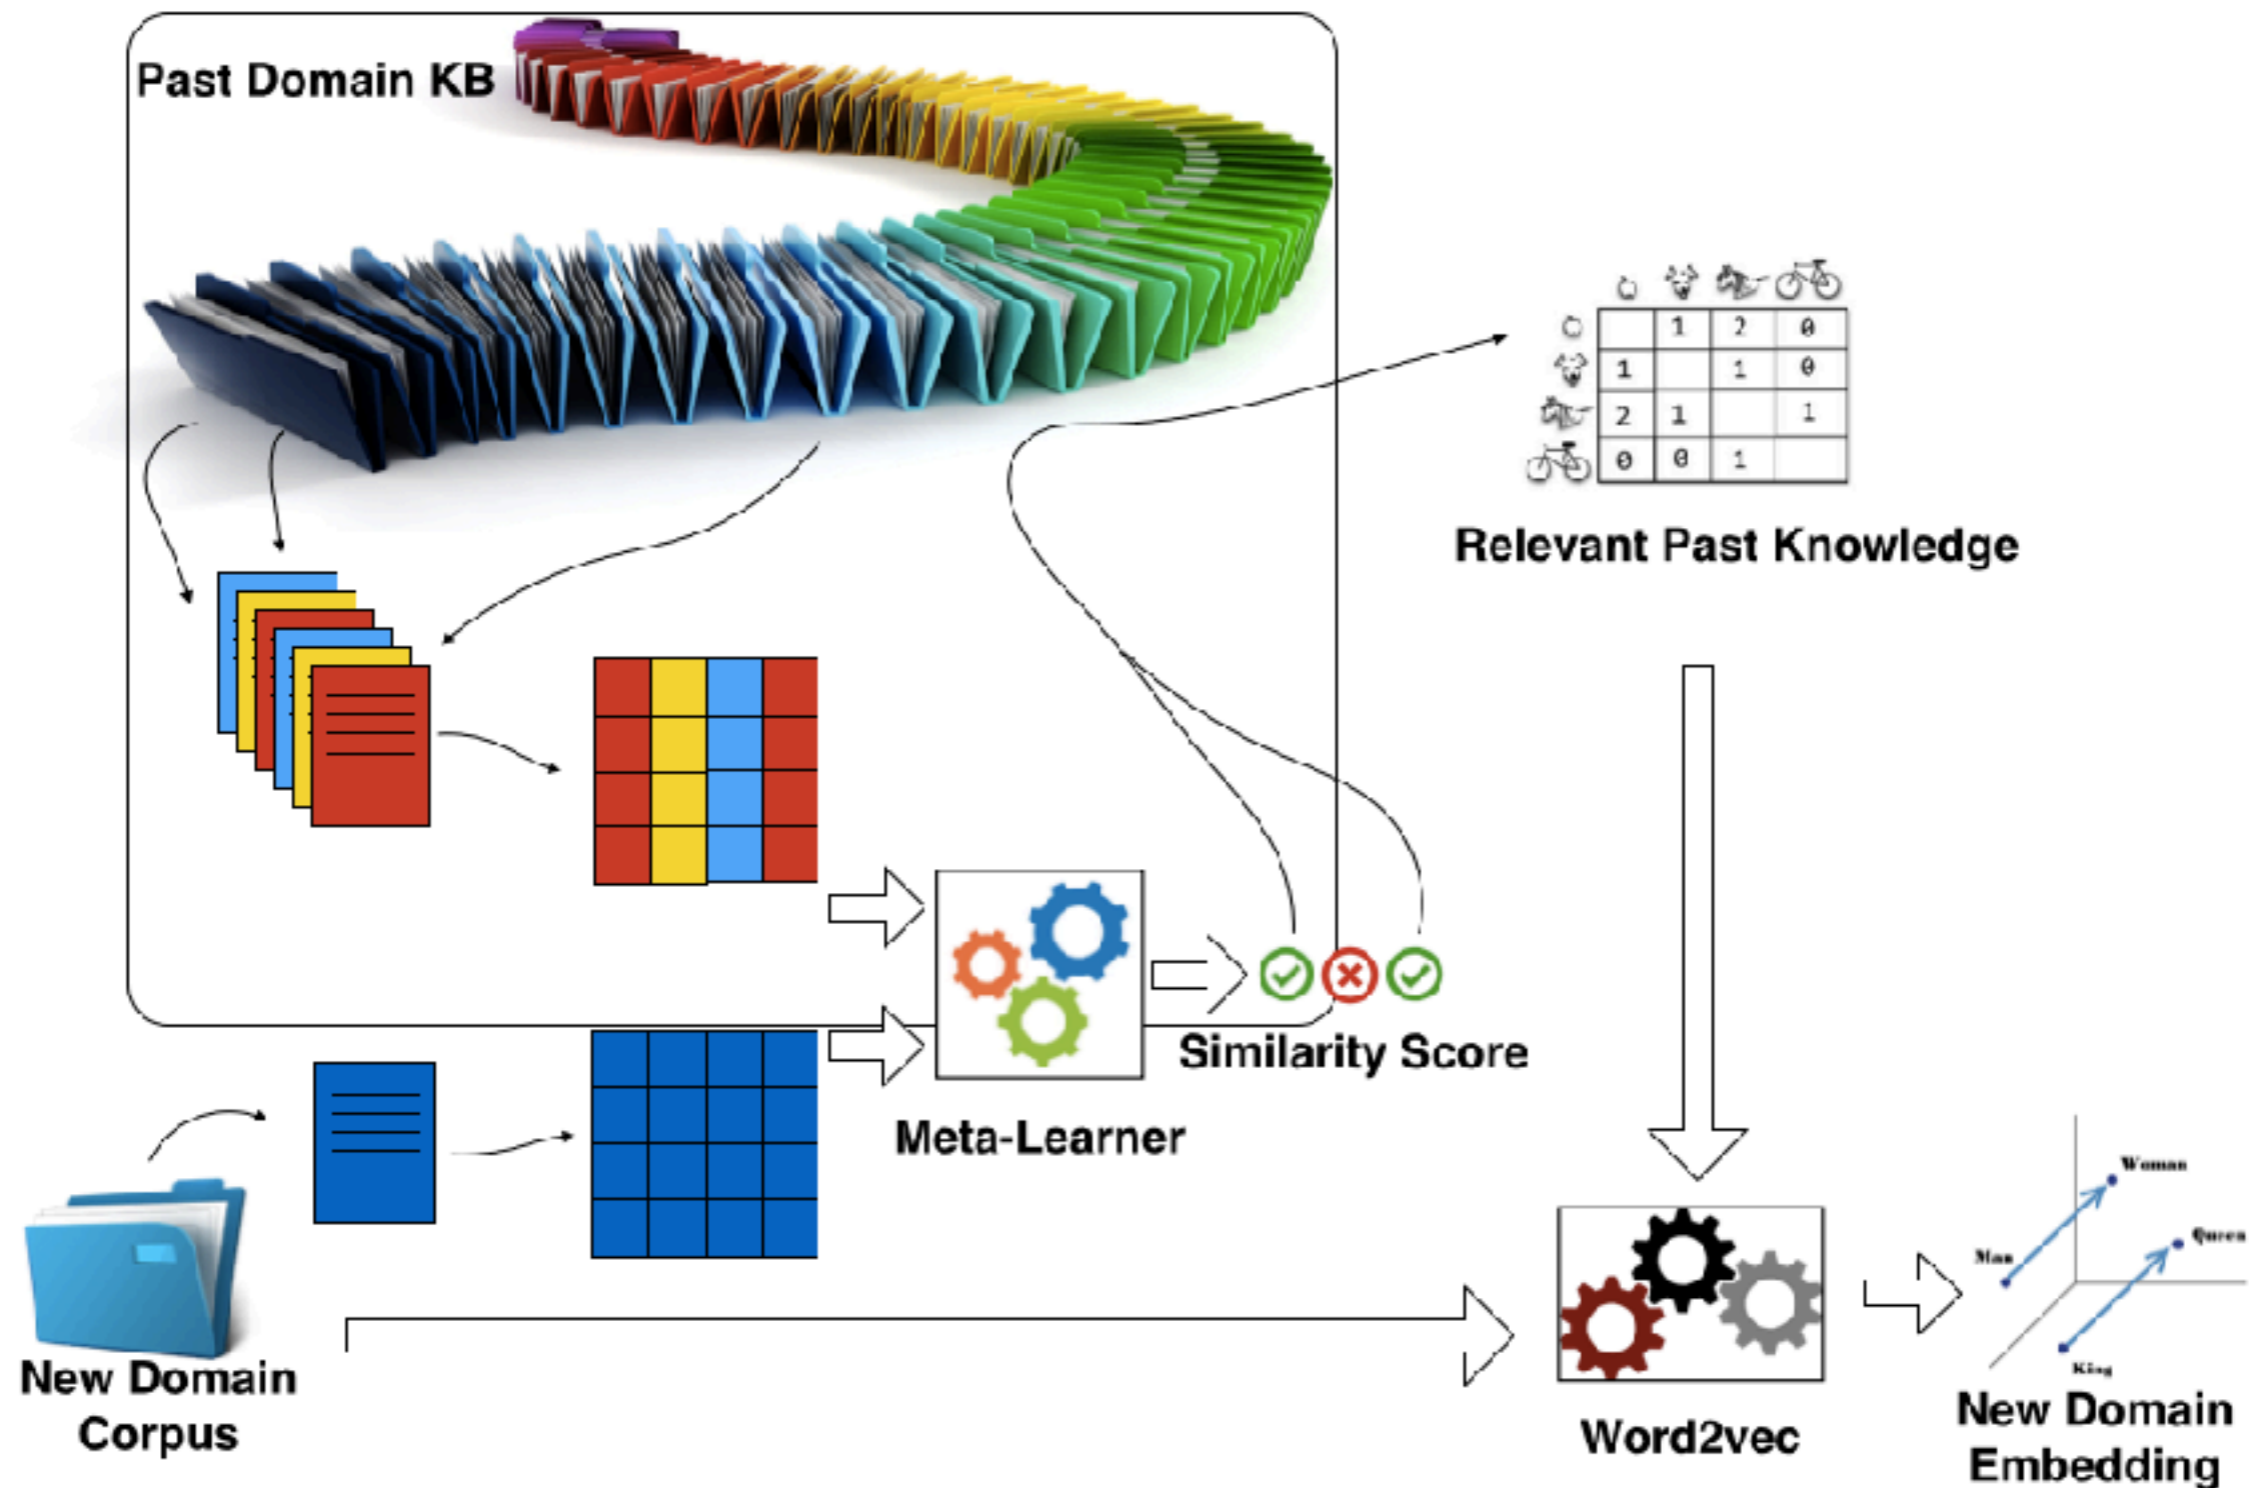 Past Domain KB
1 2 0
1 1 0
2 1 1
0 0 1
Relevant Past Knowledge
Similarity Score
Meta-Learner
Woman
Queen
Man
King
New Domain
Corpus
Word2vec
New Domain
Embedding